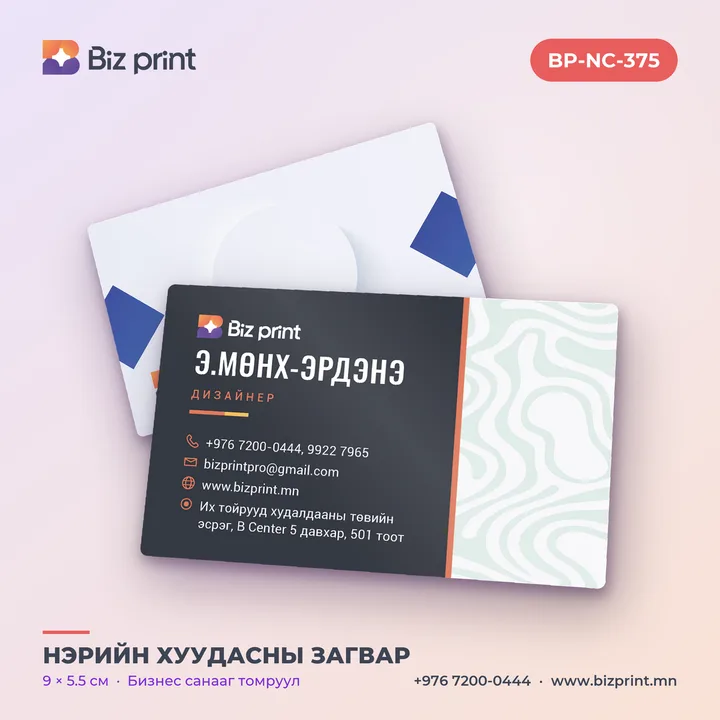 Biz print
BP-NC-375
Biz print
Э.МӨНХ-ЭРДЭНЭ
ДИЗАЙНЕР
+976 7200-0444, 9922 7965
bizprintpro@gmail.com
www.bizprint.mn
Их тойрууд худалдааны төвийн
эсрэг, B Center 5 давхар, 501 тоот
НЭРИЙН ХУУДАСНЫ ЗАГВАР
9 × 5.5 см · Бизнес санааг томруул
+976 7200-0444 · www.bizprint.mn